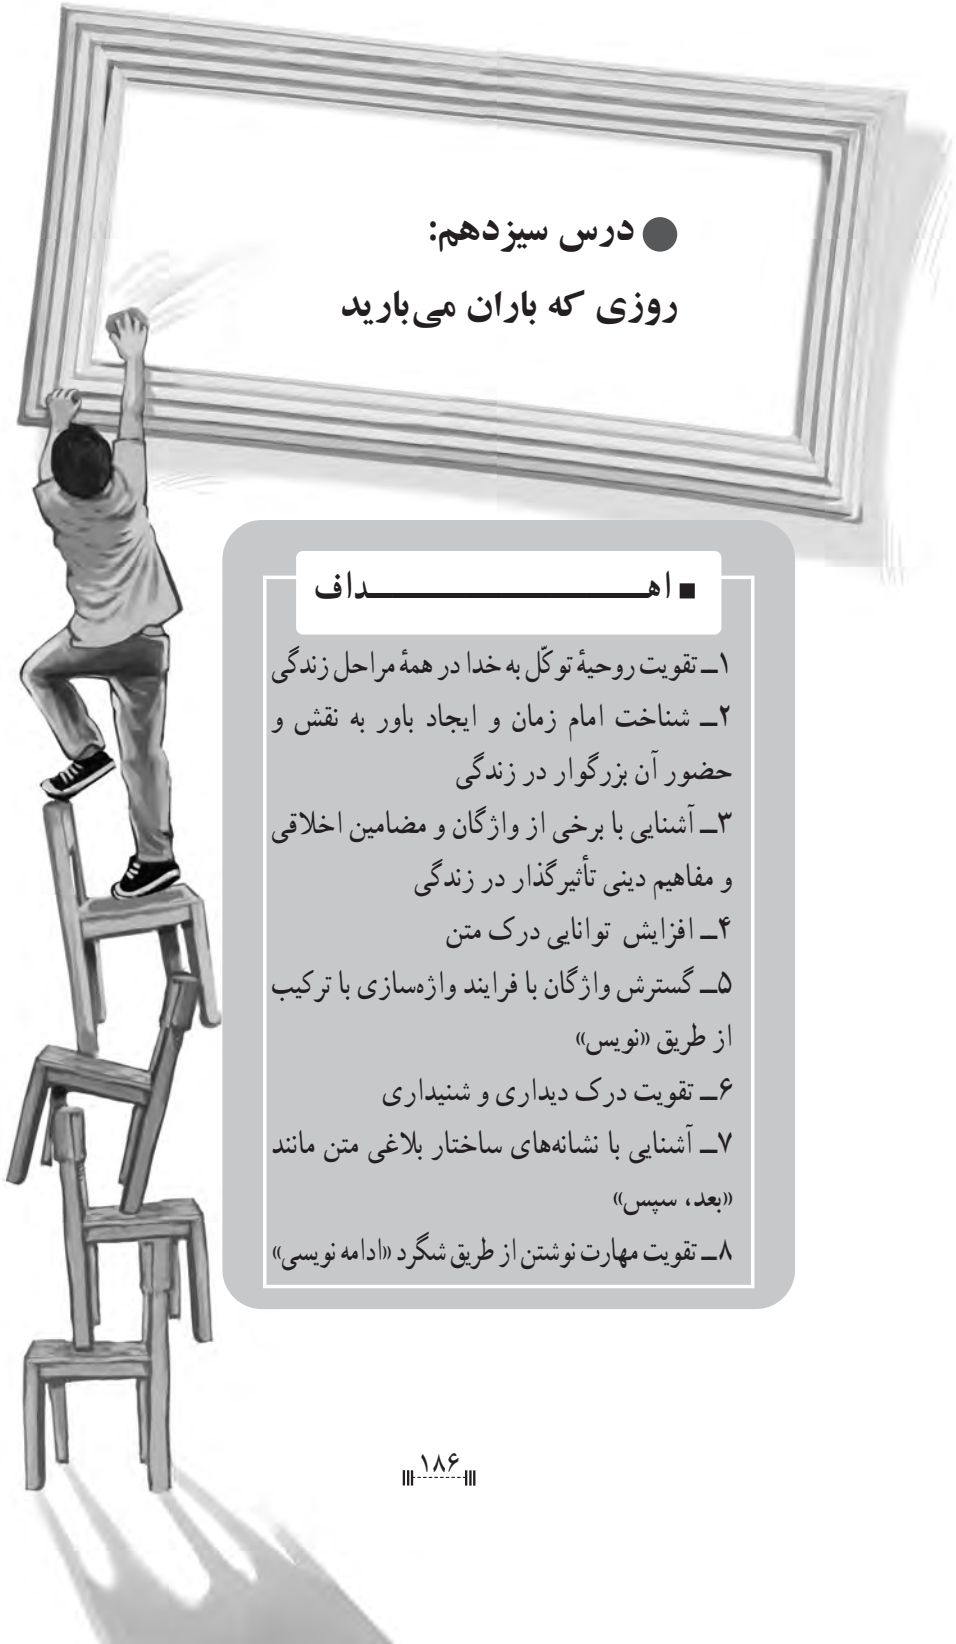 ● درس سیزدهم:
روزی که باران می‌بارید
■ اهـــــــــــــــــداف
۱ــ تقویت روحیهٔ توکّل به خدا در همهٔ مراحل زندگی
۲ــ شناخت امام زمان و ایجاد باور به نقش و
حضور آن بزرگوار در زندگی
۳ــ آشنایی با برخی از واژگان و مضامین اخلاقی
و مفاهیم دینی تأثیرگذار در زندگی
۴ــ افزایش توانایی درک متن
۵ــ گسترش واژگان با فرایند واژه‌سازی با ترکیب
از طریق «نویس»
۶ــ تقویت درک دیداری و شنیداری
۷ــ آشنایی با نشانه‌های ساختار بلاغی متن مانند
«بعد، سپس»
۸ــ تقویت مهارت نوشتن از طریق شگرد «ادامه نویسی»
۱۸۶